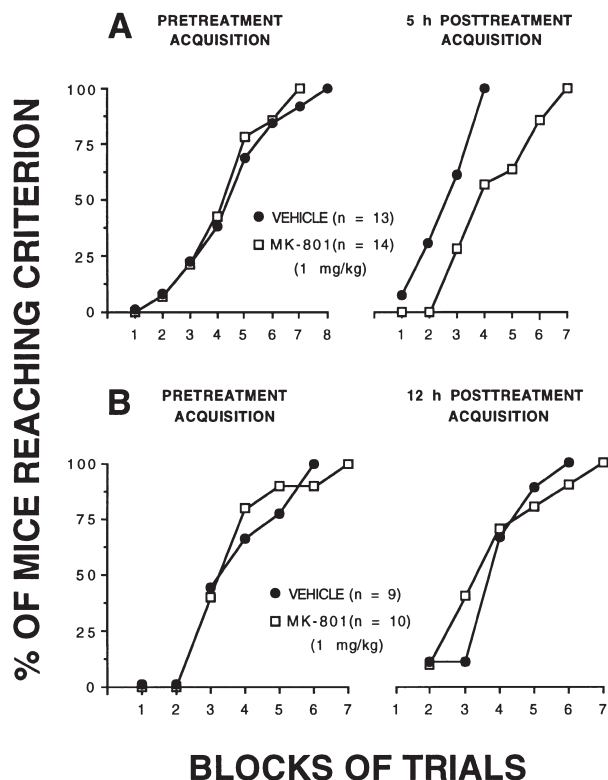 A
PRETREATMENT
ACQUISITION
5 h POSTTREATMENT
ACQUISITION
% OF MICE REACHING CRITERION
100
75
50
25
0
VEHICLE (n = 13)
MK-801(n = 14)
(1 mg/kg)
1 2 3 4 5 6 7 8
1 2 3 4 5 6 7
B
PRETREATMENT
ACQUISITION
12 h POSTTREATMENT
ACQUISITION
100
75
50
25
0
VEHICLE (n = 9)
MK-801(n = 10)
(1 mg/kg)
1 2 3 4 5 6 7
1 2 3 4 5 6 7
BLOCKS OF TRIALS